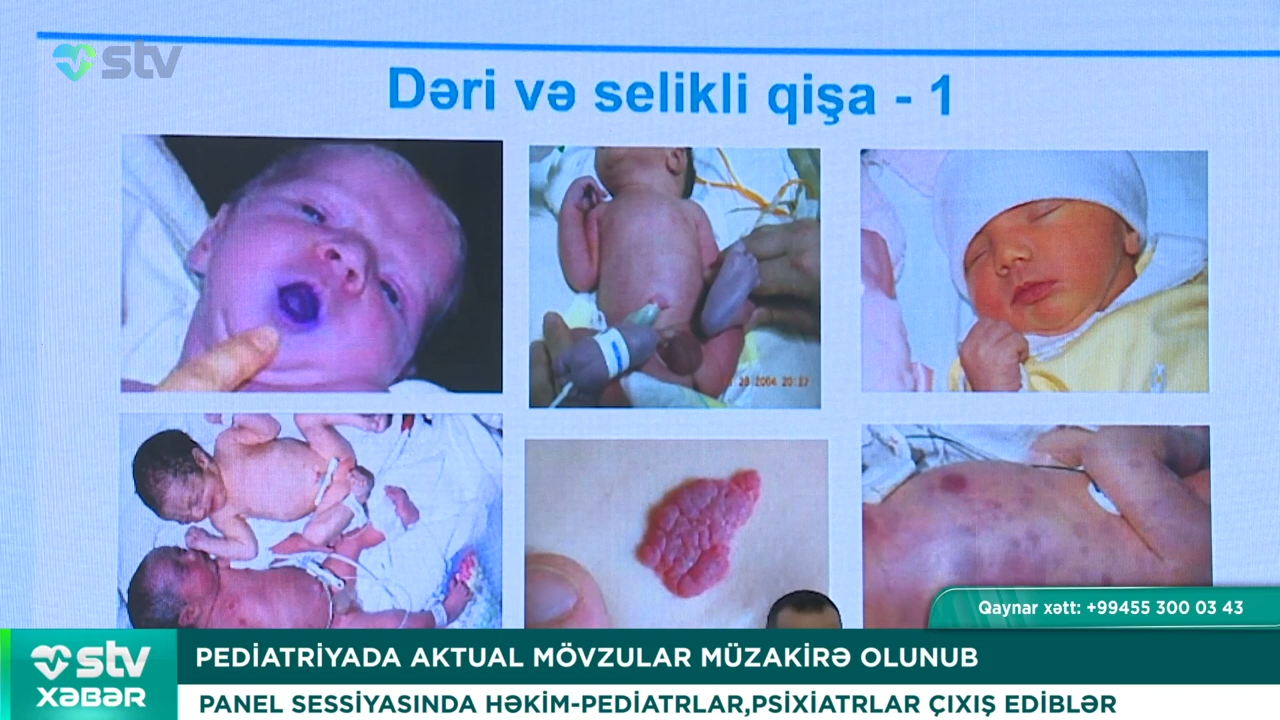 stv
Dəri və selikli qişa - 1
28 2004 20:27
Qaynar xətt: +99455 300 03 43
stv
XƏBƏR
PEDİATRİYADA AKTUAL MÖVZULAR MÜZAKİRƏ OLUNUB
PANEL SESSİYASINDA HƏKİM-PEDİATRLAR,PSİXİATRLAR ÇIXIŞ EDİBLƏR